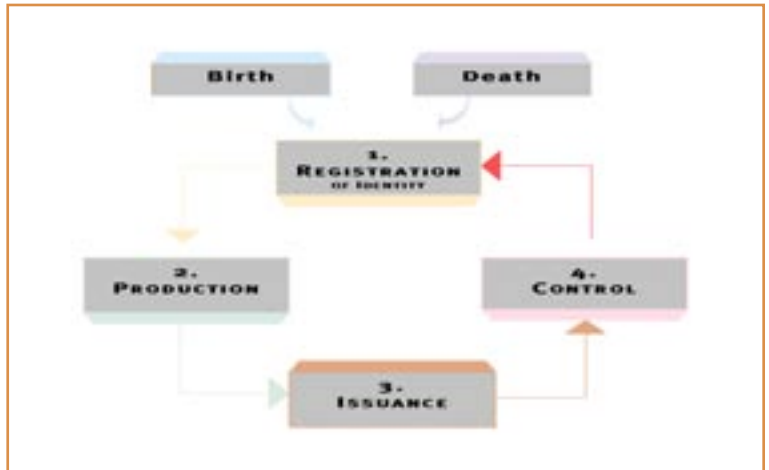 Birth
Death
1.
REGISTRATION
OF IDENTITY
2.
PRODUCTION
4.
CONTROL
3.
ISSUANCE